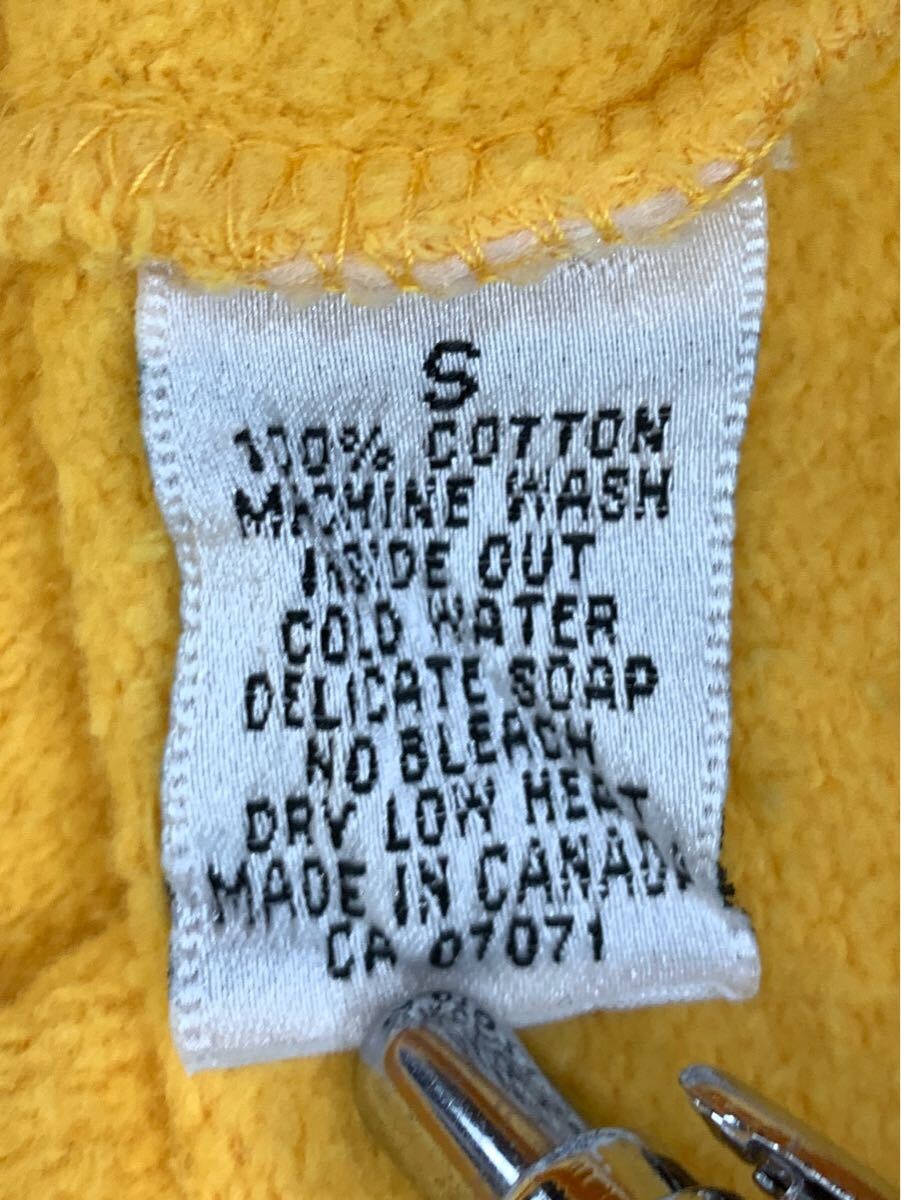 S
100% COTTON
MACHINE WASH
INSIDE OUT
COLD WATER
DELICATE SOAP
NO BLEACH
DRY LOW HEAT
MADE IN CANADA
CA 07071